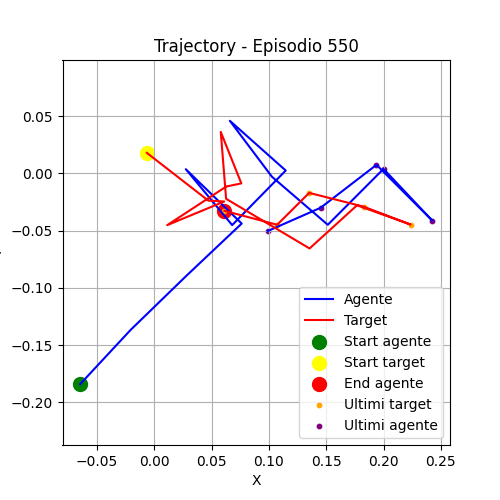 Trajectory - Episodio 550
0.05
0.00
−0.05
−0.10
−0.15
−0.20
Agente
Target
Start agente
Start target
End agente
Ultimi target
Ultimi agente
−0.05 0.00 0.05 0.10 0.15 0.20 0.25
X